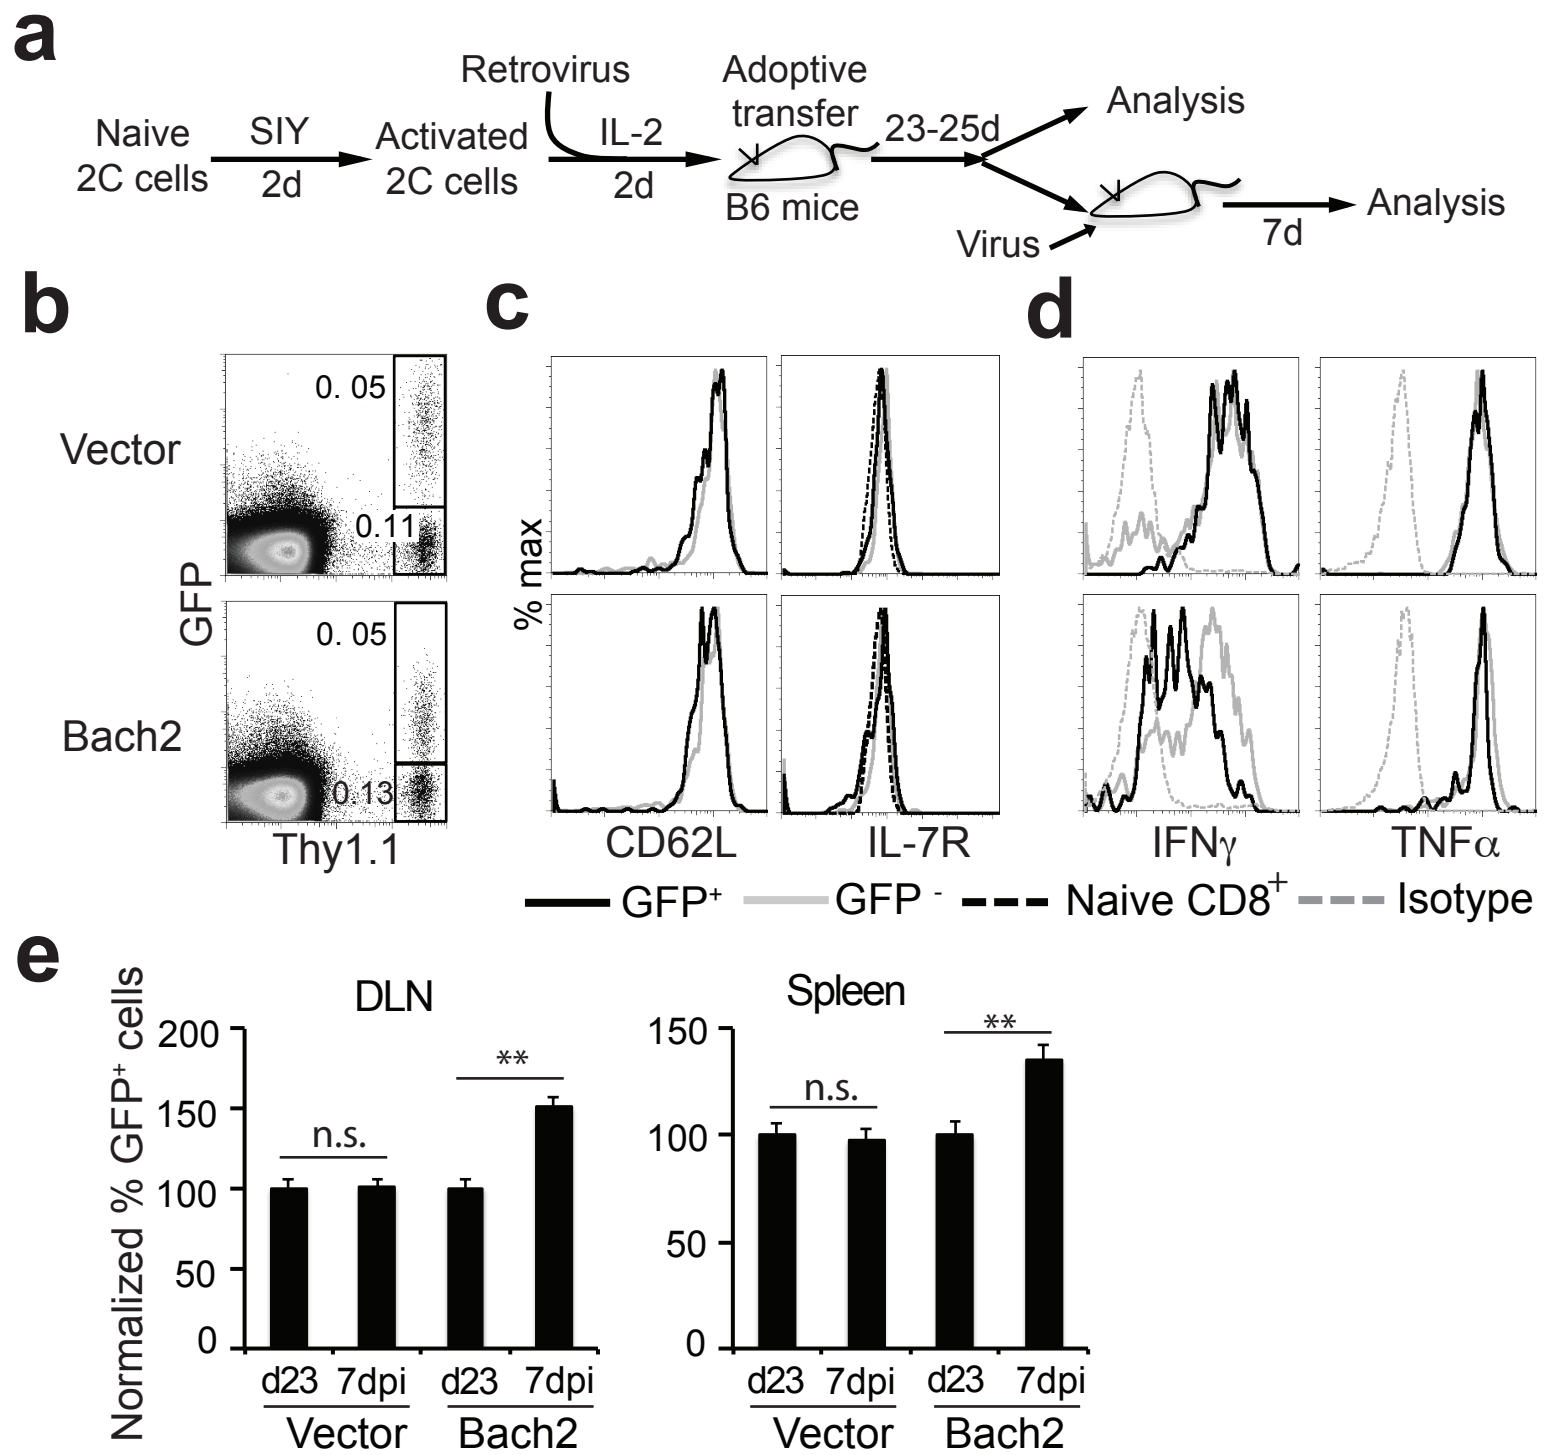 a
Retrovirus
Adoptive
transfer
Naive
2C cells
SIY
2d
Activated
2C cells
IL-2
2d
B6 mice
23-25d
Analysis
Virus
7d
Analysis
b
c
d
Vector
0. 05
0.11
Bach2
0. 05
0.13
GFP
Thy1.1
% max
CD62L
IL-7R
IFNγ
TNFα
GFP+
GFP -
Naive CD8+
Isotype
e
Normalized % GFP+ cells
DLN
200
150
100
50
0
n.s.
**
d23 7dpi d23 7dpi
Vector Bach2
Spleen
150
100
50
0
n.s.
**
d23 7dpi d23 7dpi
Vector Bach2